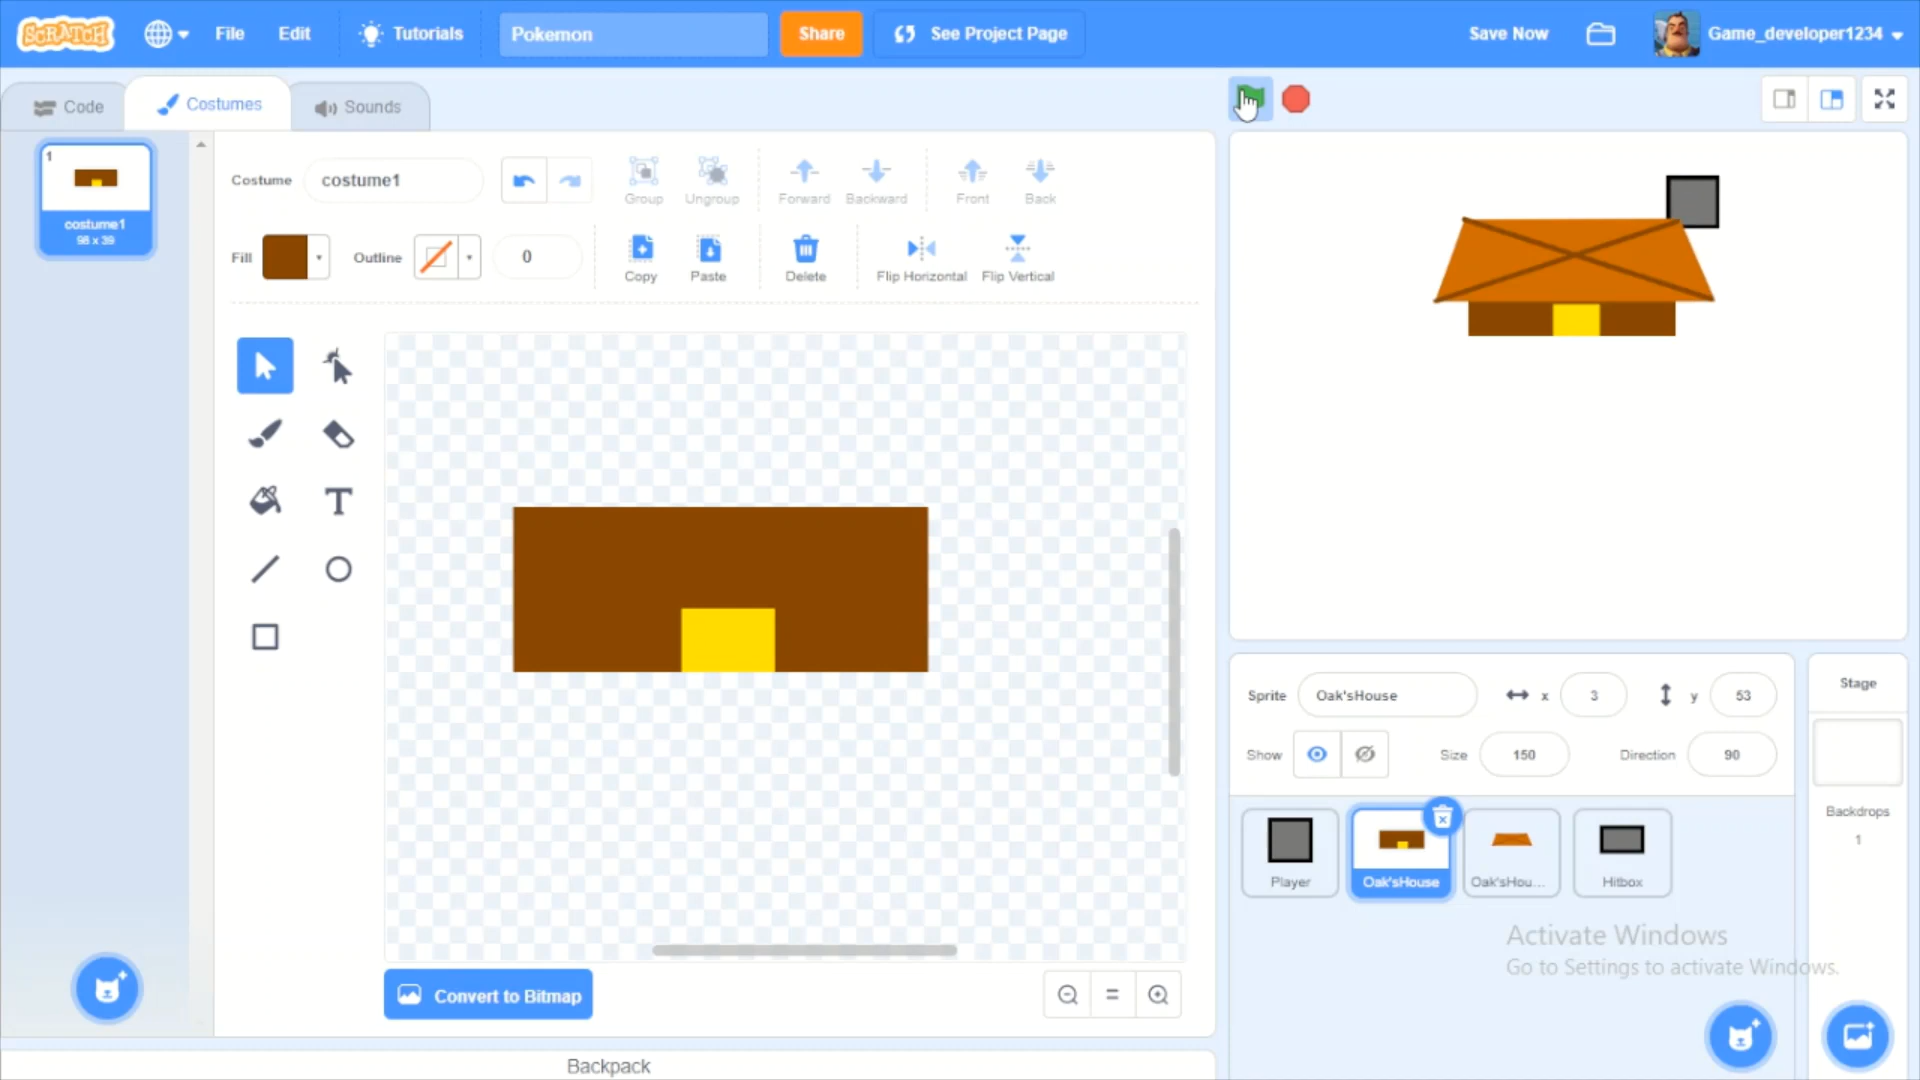 SCRATCH
File
Edit
Tutorials
Pokemon
Share
See Project Page
Save Now
Game_developer1234
Code
Costumes
Sounds
1
costume1
98 x 39
Costume
costume1
Group
Ungroup
Forward
Backward
Front
Back
Fill
Outline
0
Copy
Paste
Delete
Flip Horizontal
Flip Vertical
T
Convert to Bitmap
Backpack
Sprite
Oak'sHouse
x
3
y
53
Show
Size
150
Direction
90
Player
Oak'sHouse
Oak'sHou...
Hitbox
Stage
Backdrops
1
Activate Windows
Go to Settings to activate Windows.